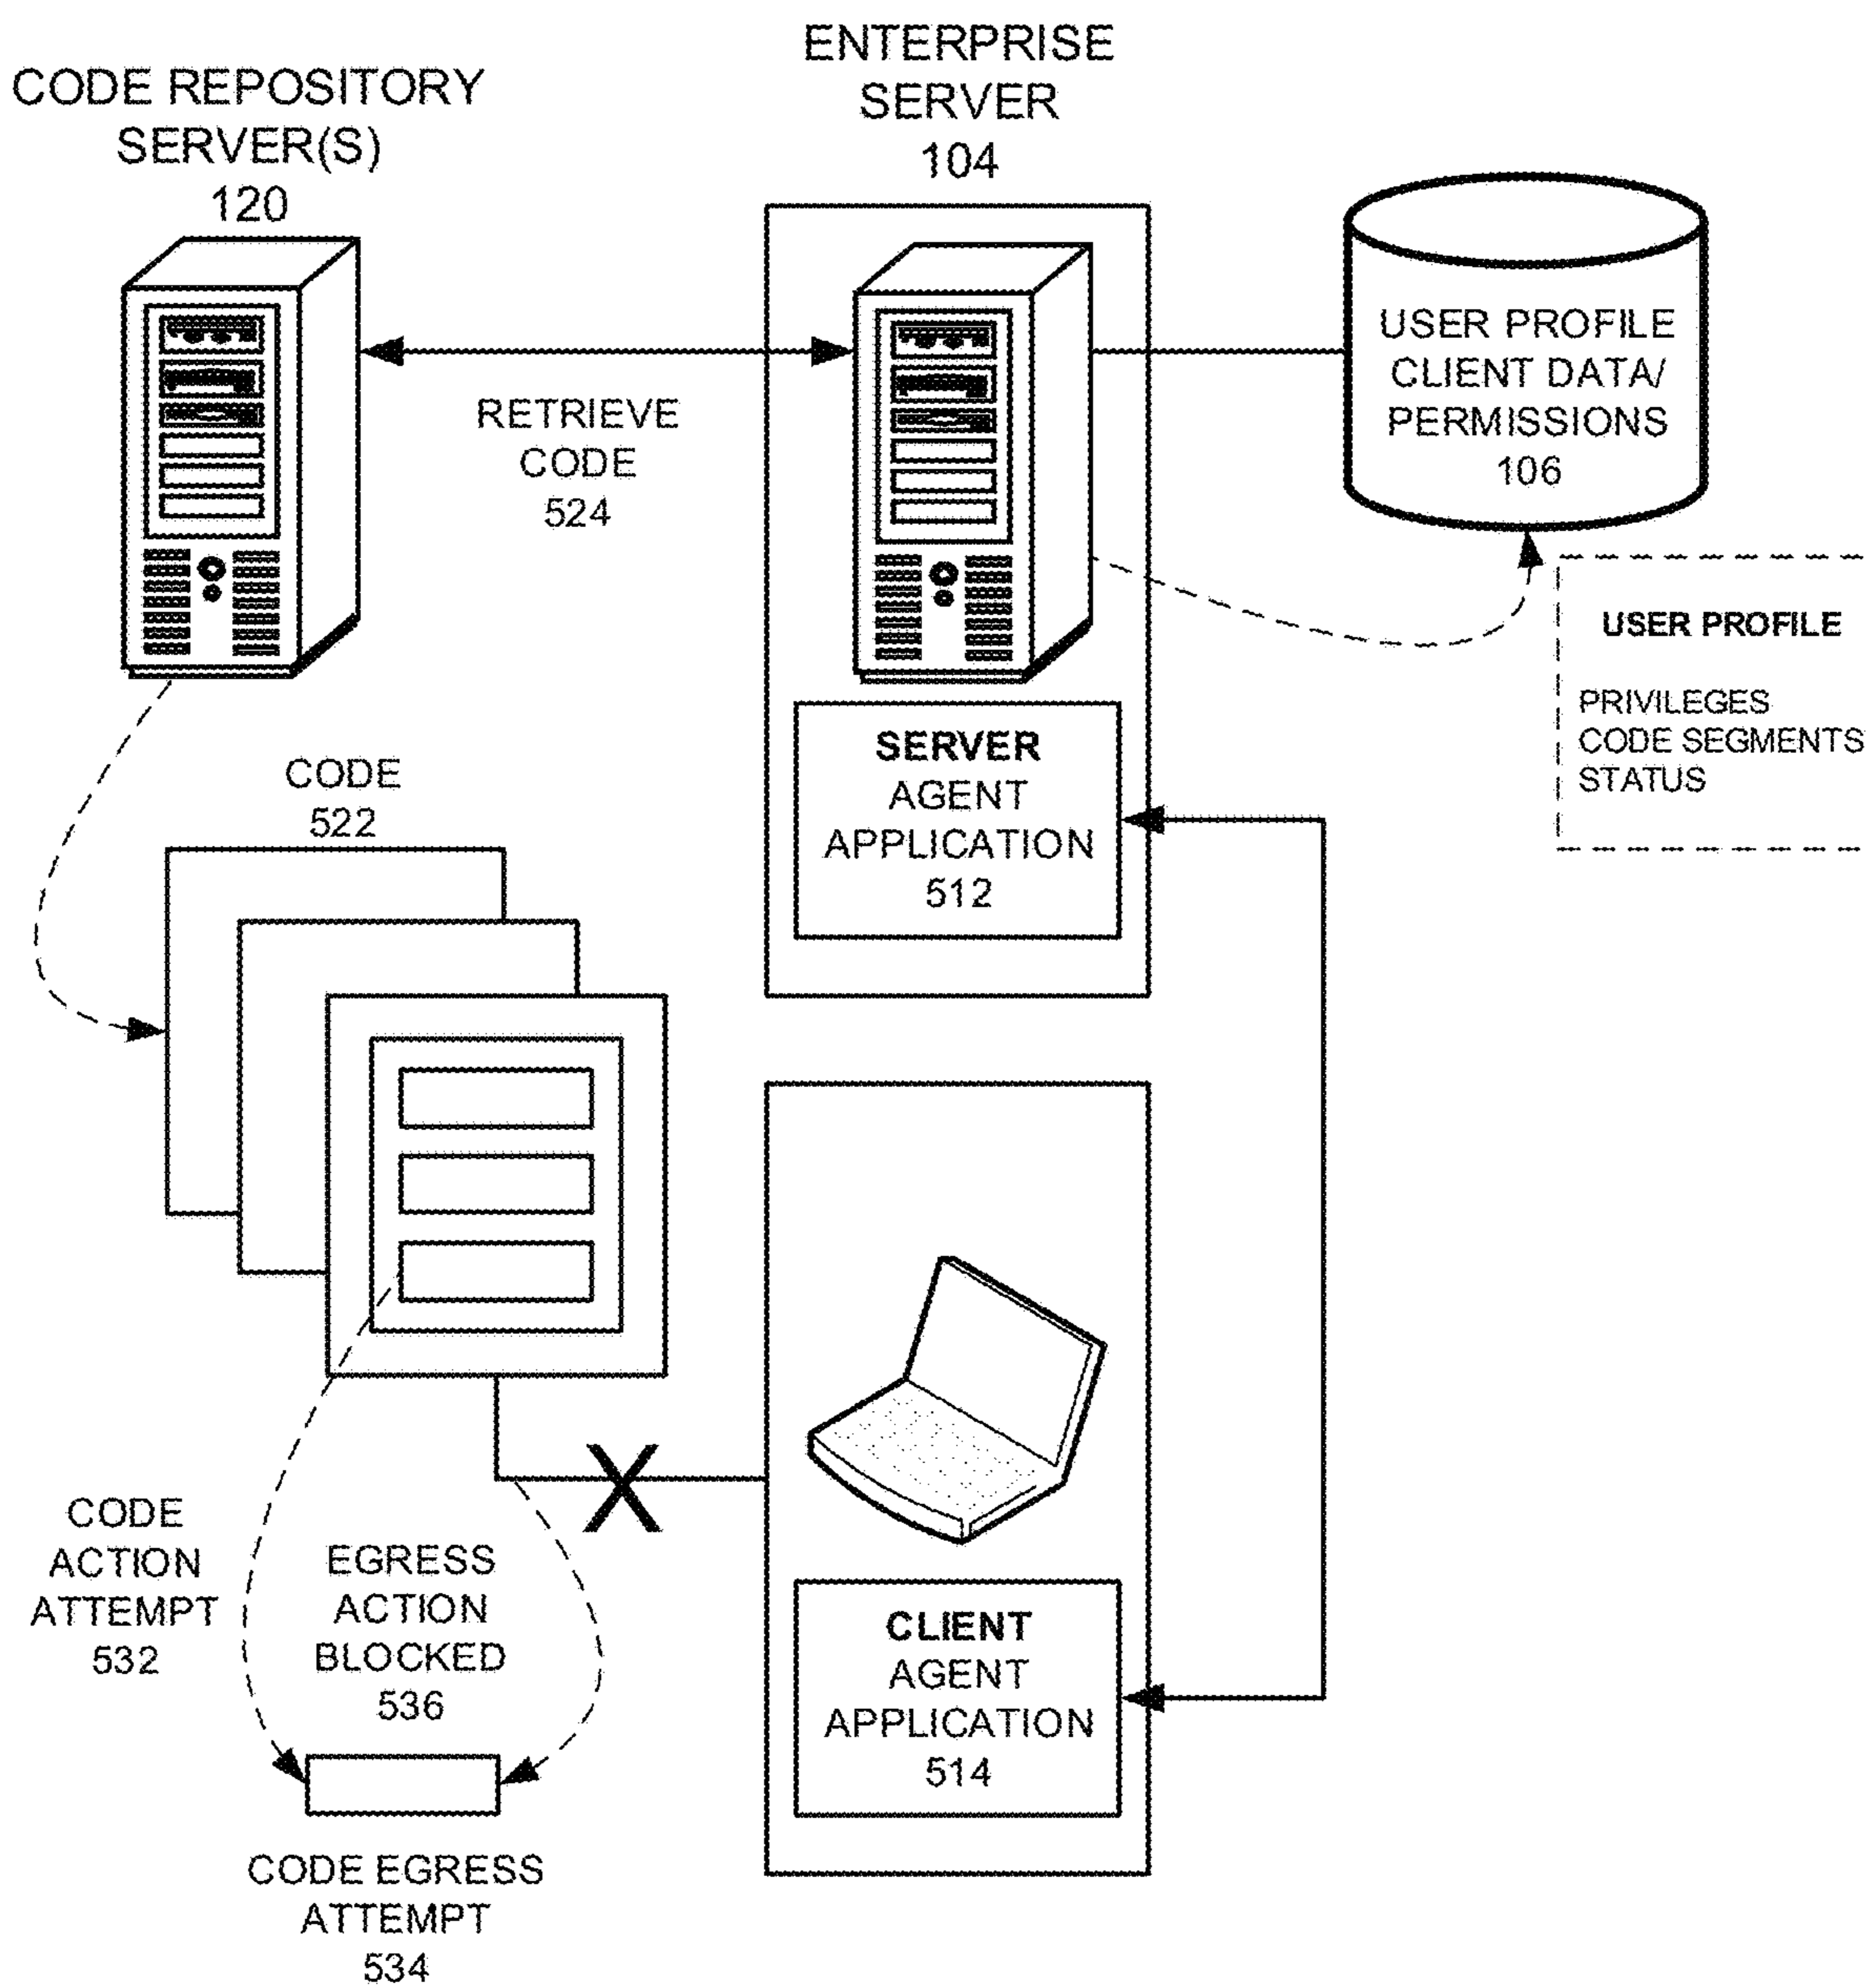 CODE REPOSITORY
SERVER(S)
120
ENTERPRISE
SERVER
104
RETRIEVE
CODE
524
USER PROFILE
CLIENT DATA/
PERMISSIONS
106
USER PROFILE
PRIVILEGES
CODE SEGMENTS
STATUS
SERVER
AGENT
APPLICATION
512
CODE
522
CODE
ACTION
ATTEMPT
532
EGRESS
ACTION
BLOCKED
536
CLIENT
AGENT
APPLICATION
514
CODE EGRESS
ATTEMPT
534